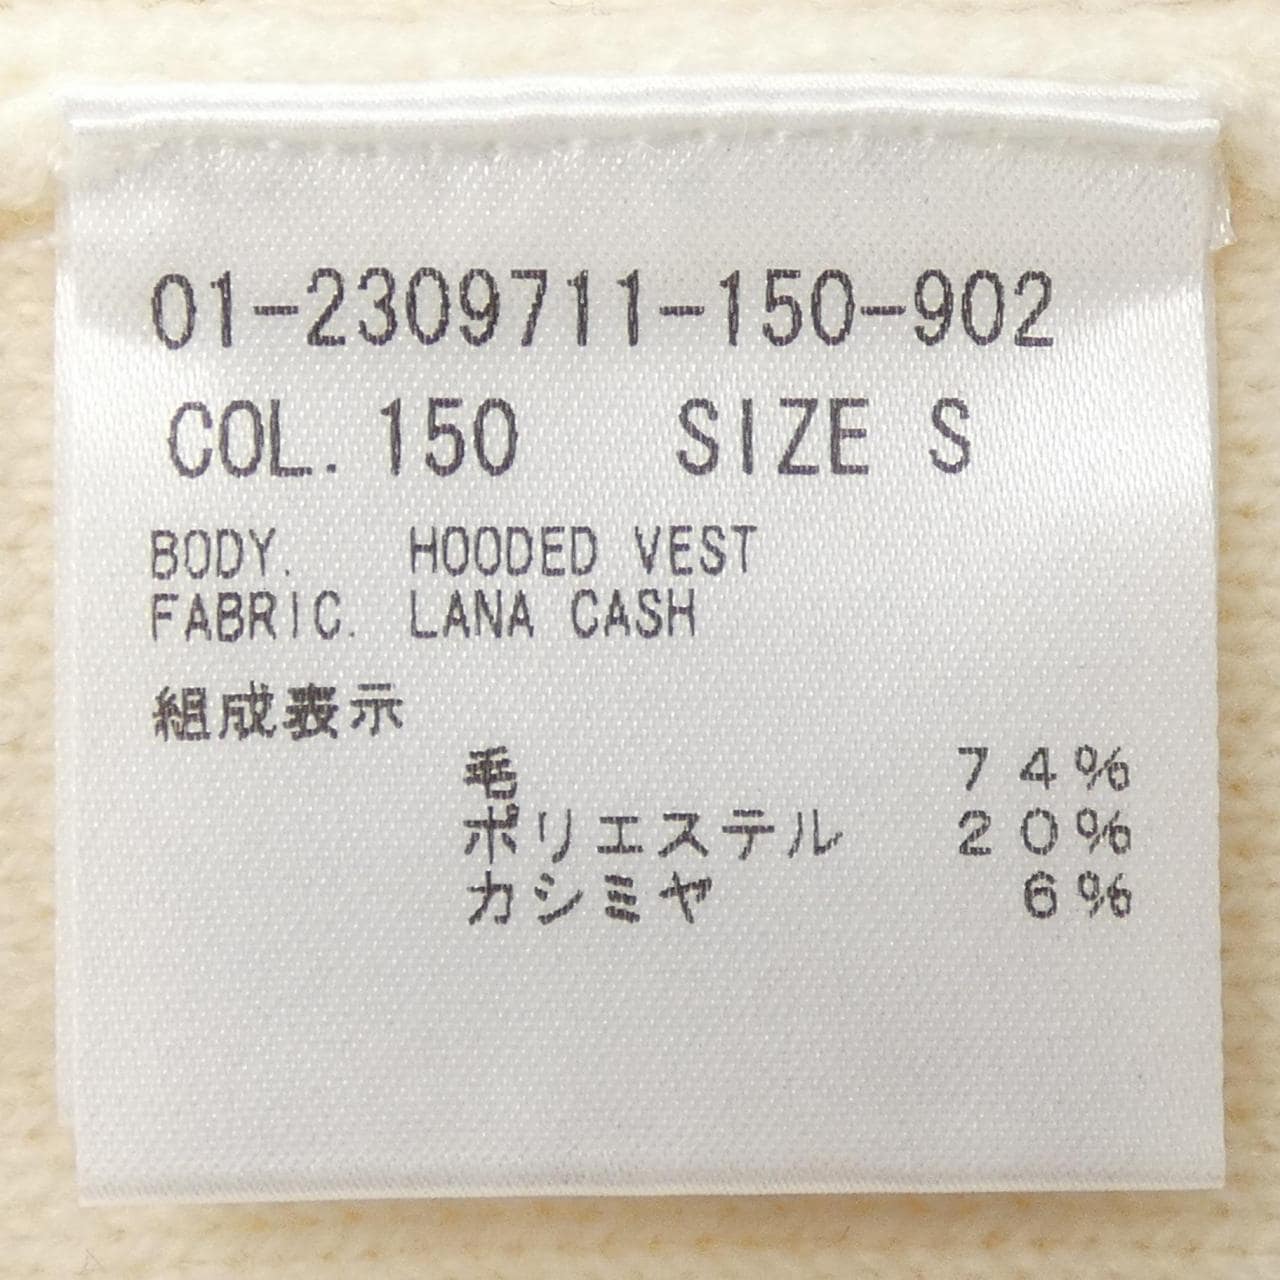 01-2309711-150-902
COL. 150 SIZE S
BODY. HOODED VEST
FABRIC. LANA CASH
組成表示
毛 74%
ポリエステル 20%
カシミヤ 6%